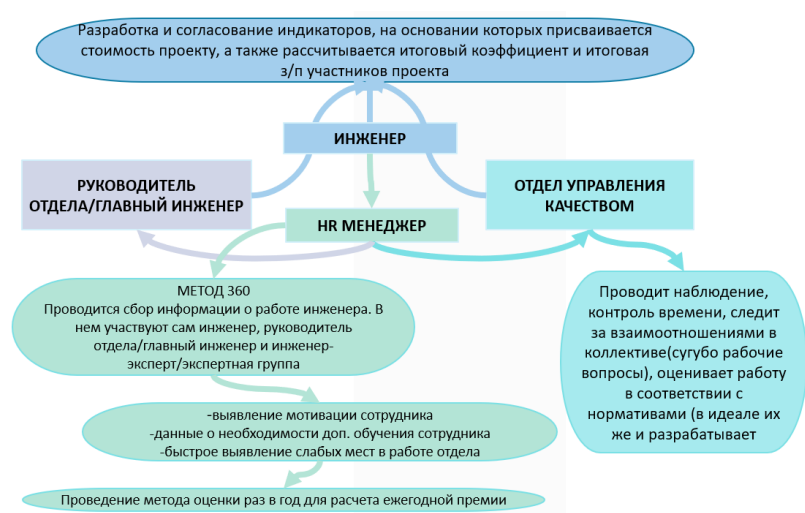 Разработка и согласование индикаторов, на основании которых присваивается
стоимость проекту, а также рассчитывается итоговый коэффициент и итоговая
з/п участников проекта
ИНЖЕНЕР
РУКОВОДИТЕЛЬ
ОТДЕЛА/ГЛАВНЫЙ ИНЖЕНЕР
ОТДЕЛ УПРАВЛЕНИЯ
КАЧЕСТВОМ
HR МЕНЕДЖЕР
МЕТОД 360
Проводится сбор информации о работе инженера. В
нем участвуют сам инженер, руководитель
отдела/главный инженер и инженер-
эксперт/экспертная группа
Проводит наблюдение,
контроль времени, следит
за взаимоотношениями в
коллективе(сугубо рабочие
вопросы), оценивает работу
в соответствии с
нормативами (в идеале их
же и разрабатывает
-выявление мотивации сотрудника
-данные о необходимости доп. обучения сотрудника
-быстрое выявление слабых мест в работе отдела
Проведение метода оценки раз в год для расчета ежегодной премии